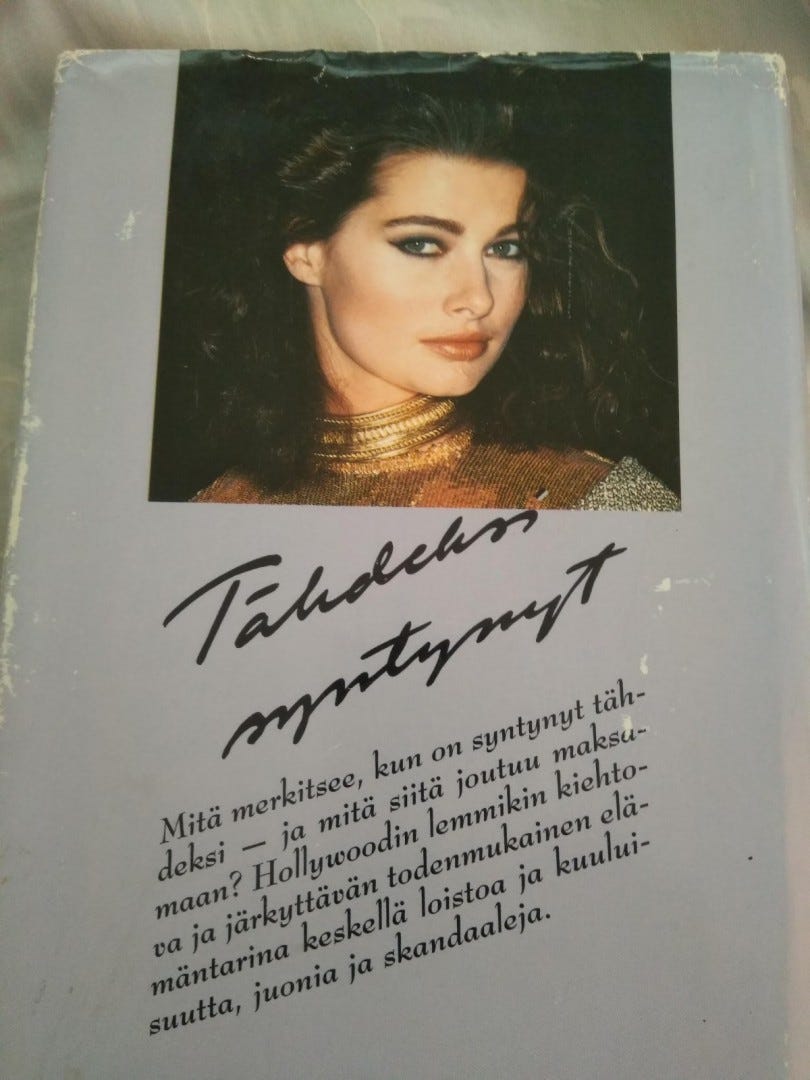 Tähdeksi
syntynyt
Mitä merkitsee, kun on syntynyt täh-
deksi — ja mitä siitä joutuu maksa-
maan? Hollywoodin lemmikin kiehto-
va ja järkyttävän todenmukainen elä-
mäntarina keskellä loistoa ja kuului-
suutta, juonia ja skandaaleja.